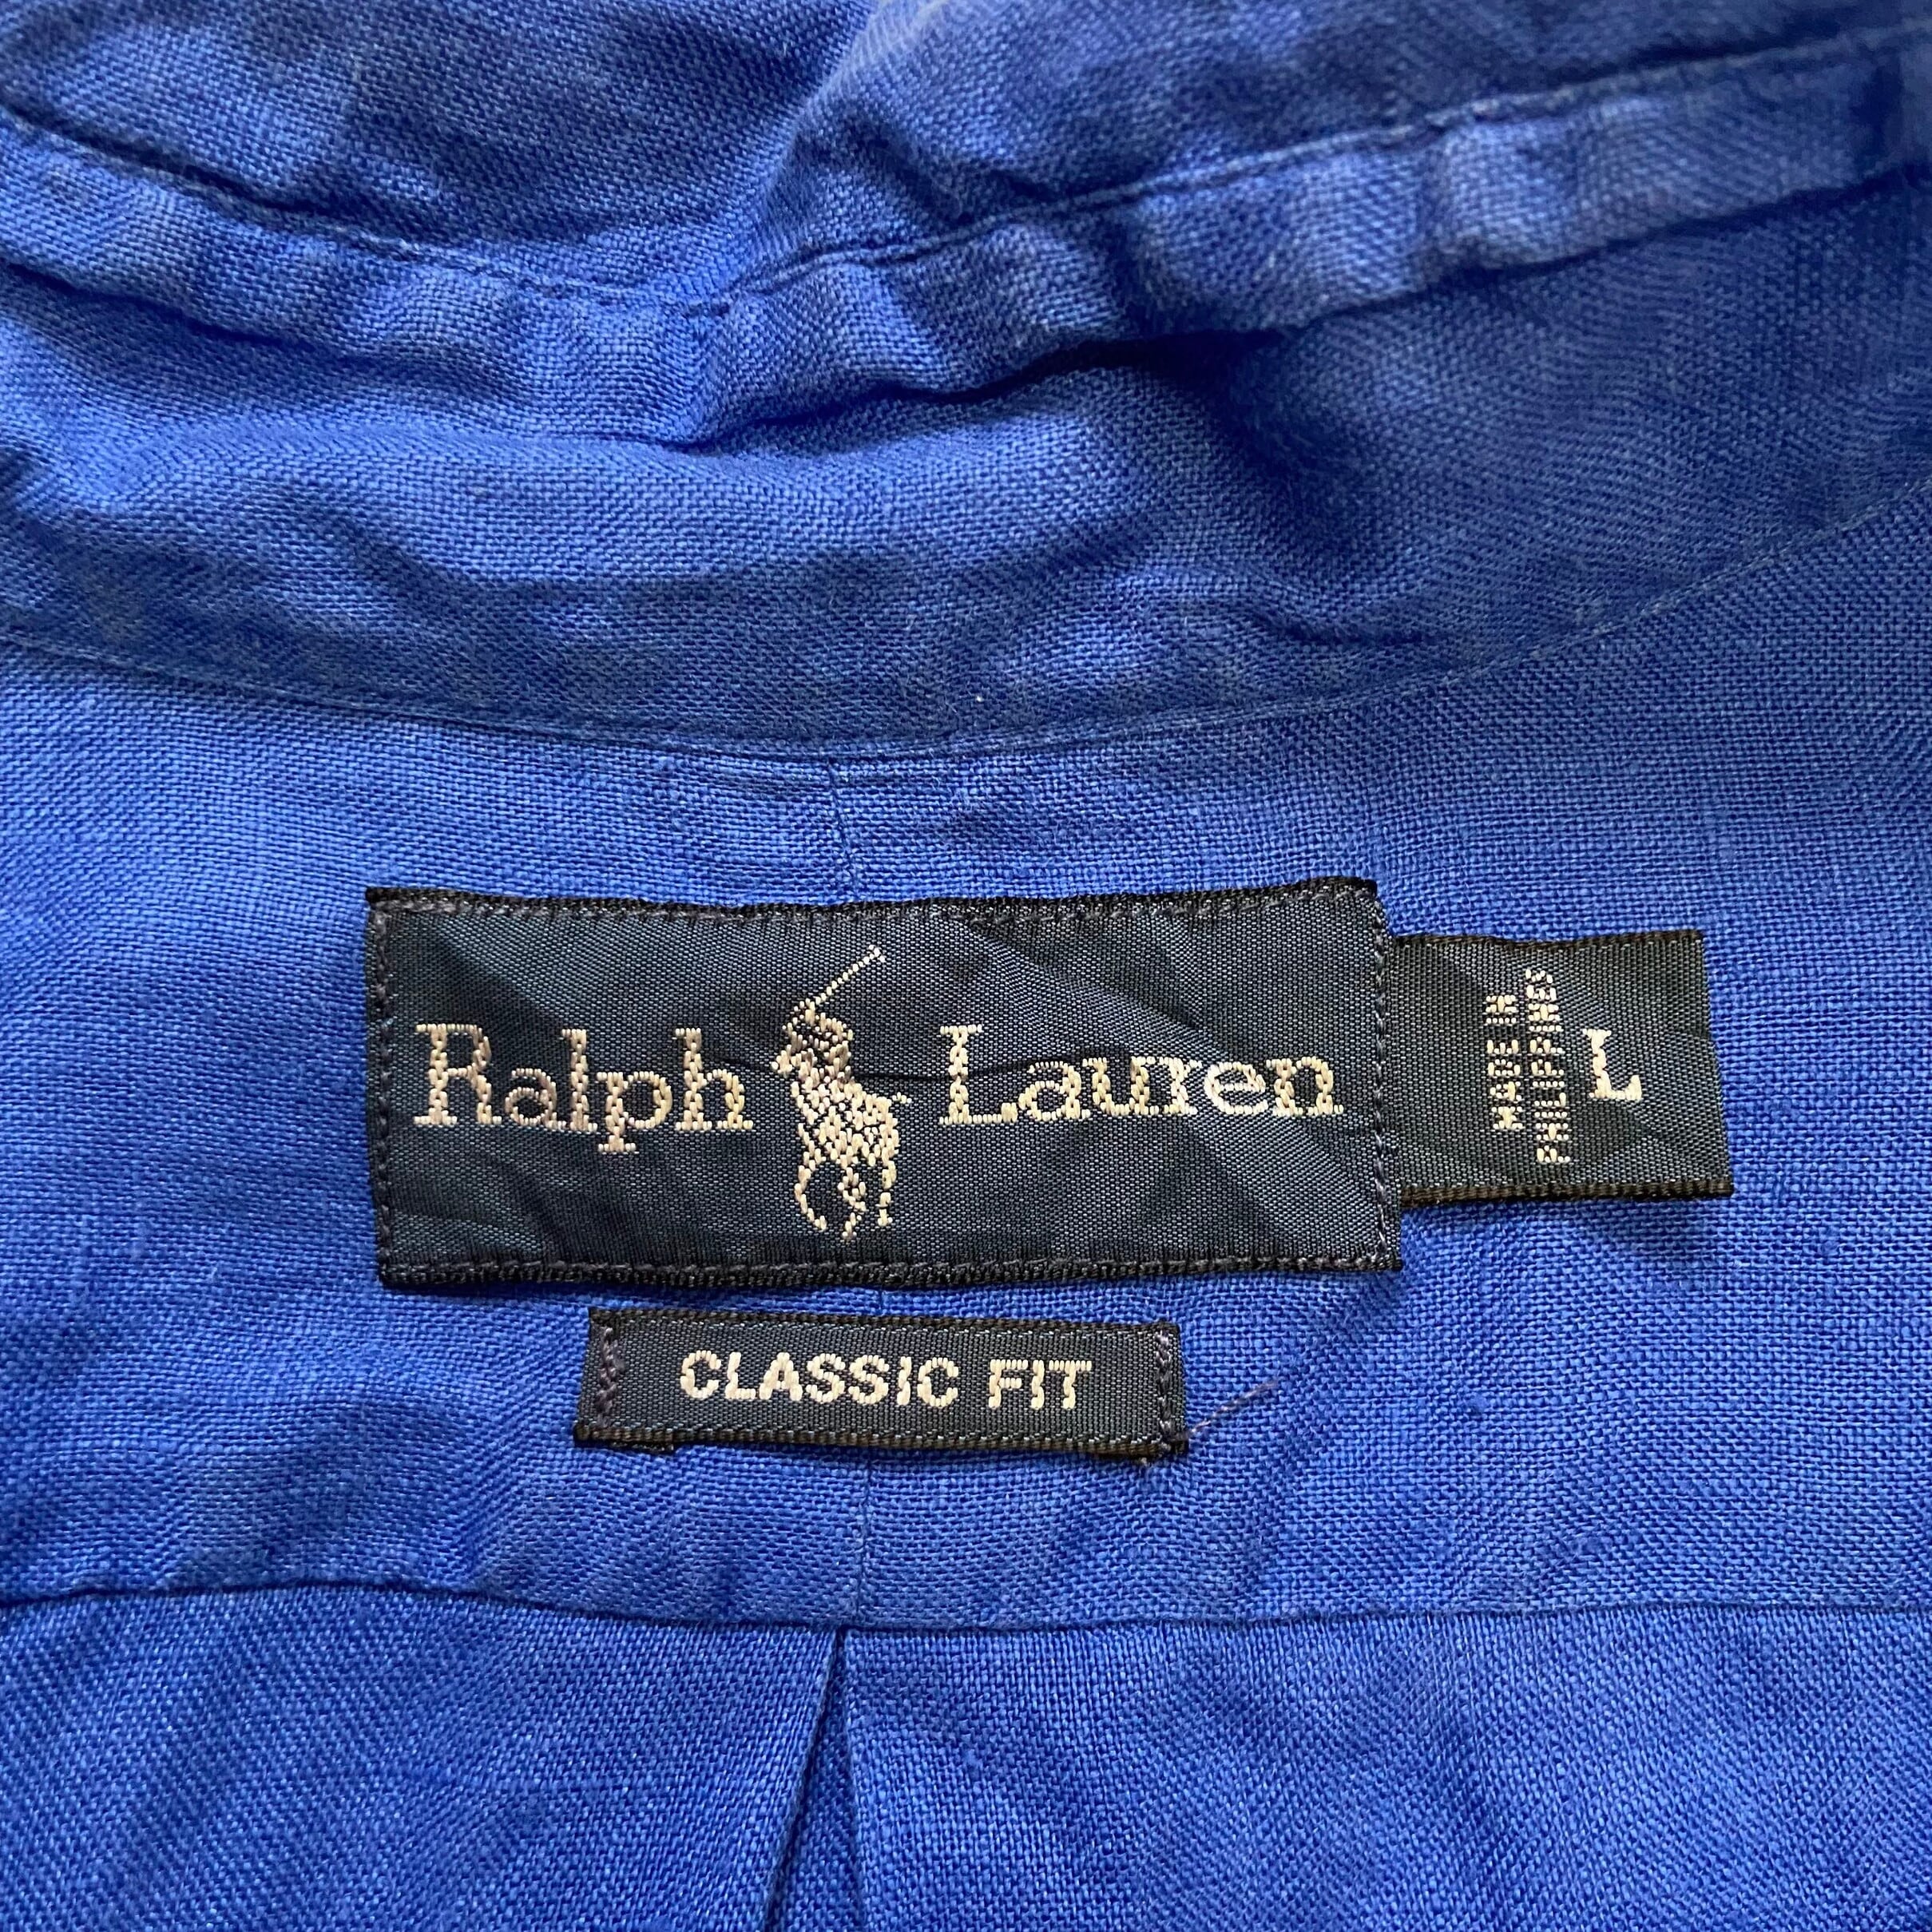 Ralph Lauren
MADE IN
PHILIPPINES
L
CLASSIC FIT